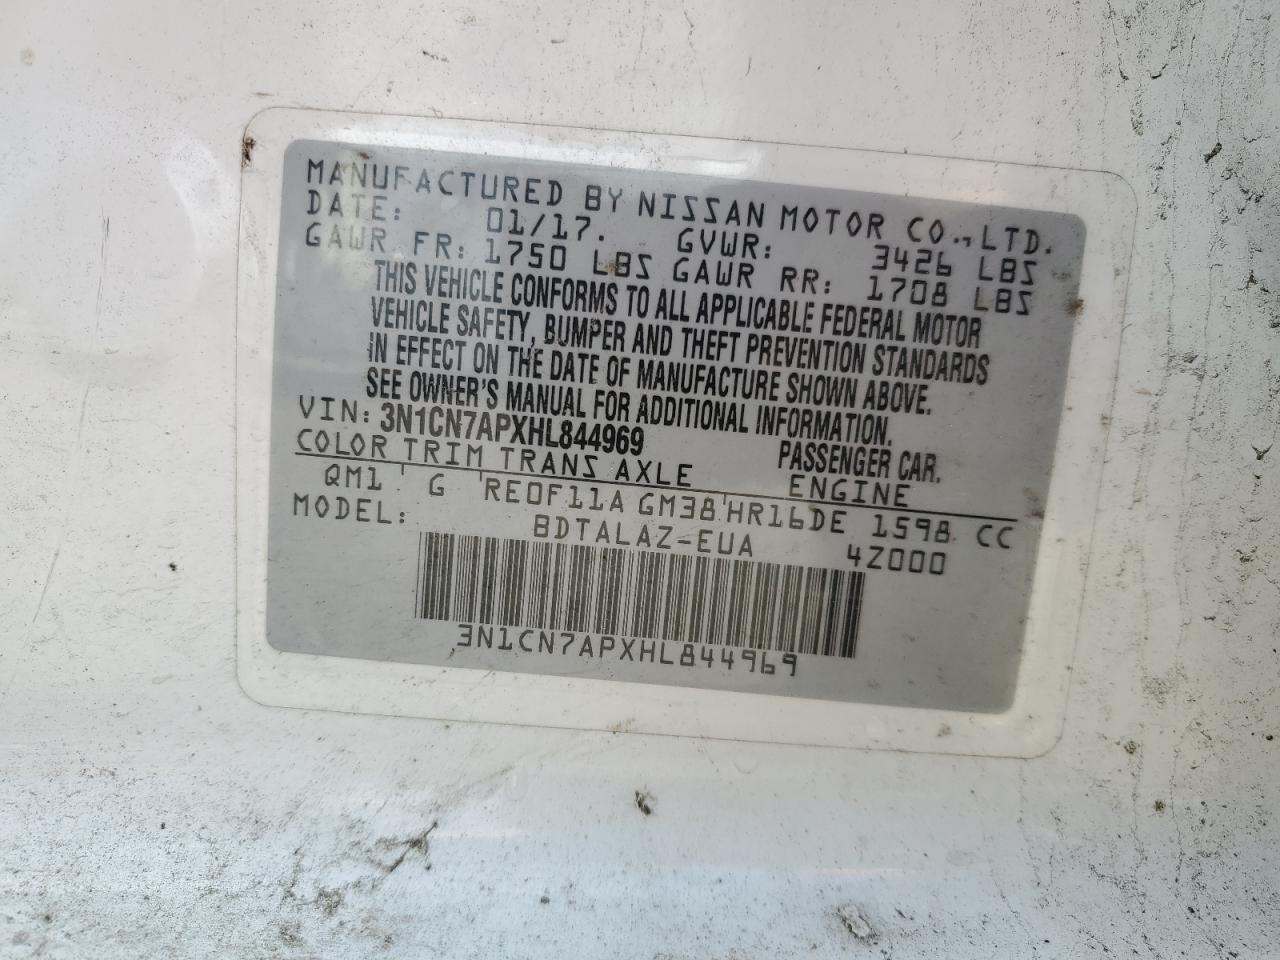 MANUFACTURED BY NISSAN MOTOR CO.,LTD.
DATE: 01/17. GVWR: 3426 LBS
GAWR FR: 1750 LBS GAWR RR: 1708 LBS
THIS VEHICLE CONFORMS TO ALL APPLICABLE FEDERAL MOTOR
VEHICLE SAFETY, BUMPER AND THEFT PREVENTION STANDARDS
IN EFFECT ON THE DATE OF MANUFACTURE SHOWN ABOVE.
SEE OWNER'S MANUAL FOR ADDITIONAL INFORMATION.
VIN: 3N1CN7APXHL844969 PASSENGER CAR.
COLOR TRIM TRANS AXLE ENGINE
QM1 G RE0F11A GM38 HR16DE 1598 CC
MODEL: BDTALAZ-EUA 4Z000
3N1CN7APXHL844969